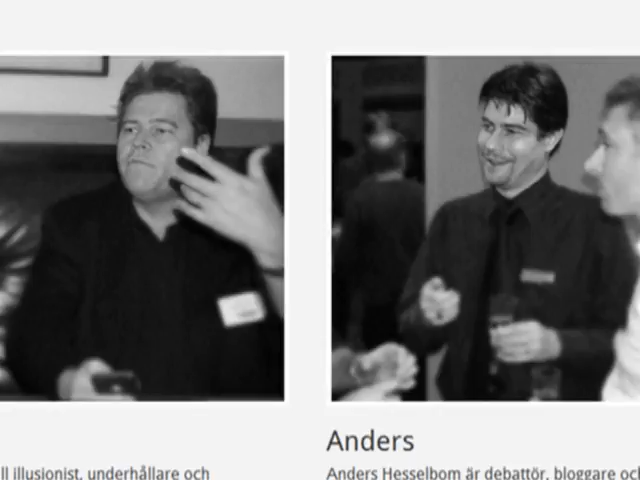 Anders
ll illusionist, underhållare och
Anders Hesselbom är debattör, bloggare och